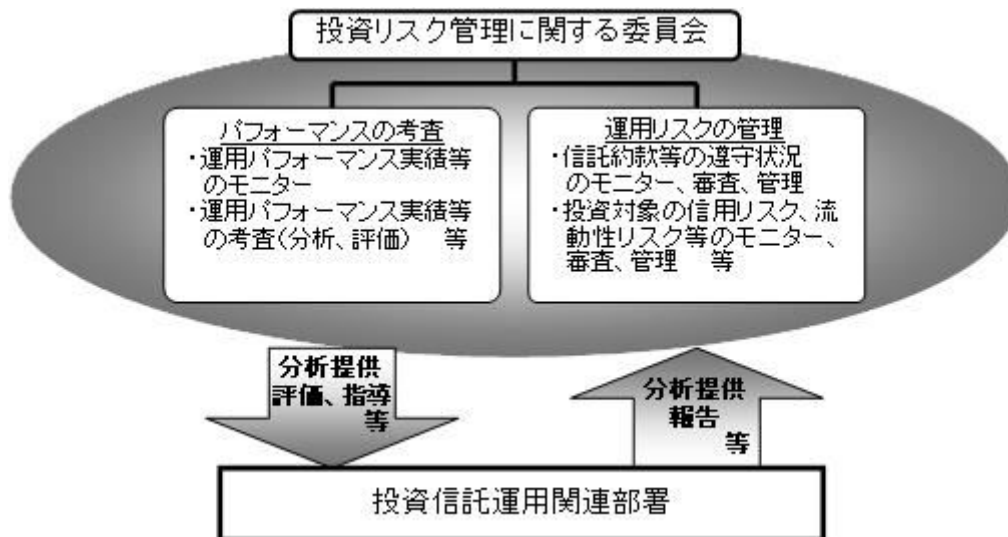 投資リスク管理に関する委員会
パフォーマンスの考査
・運用パフォーマンス実績等
のモニター
・運用パフォーマンス実績等
の考査(分析、評価) 等
運用リスクの管理
・信託約款等の遵守状況
のモニター、審査、管理
・投資対象の信用リスク、流
動性リスク等のモニター、
審査、管理 等
分析提供
評価、指導
等
分析提供
報告
等
投資信託運用関連部署